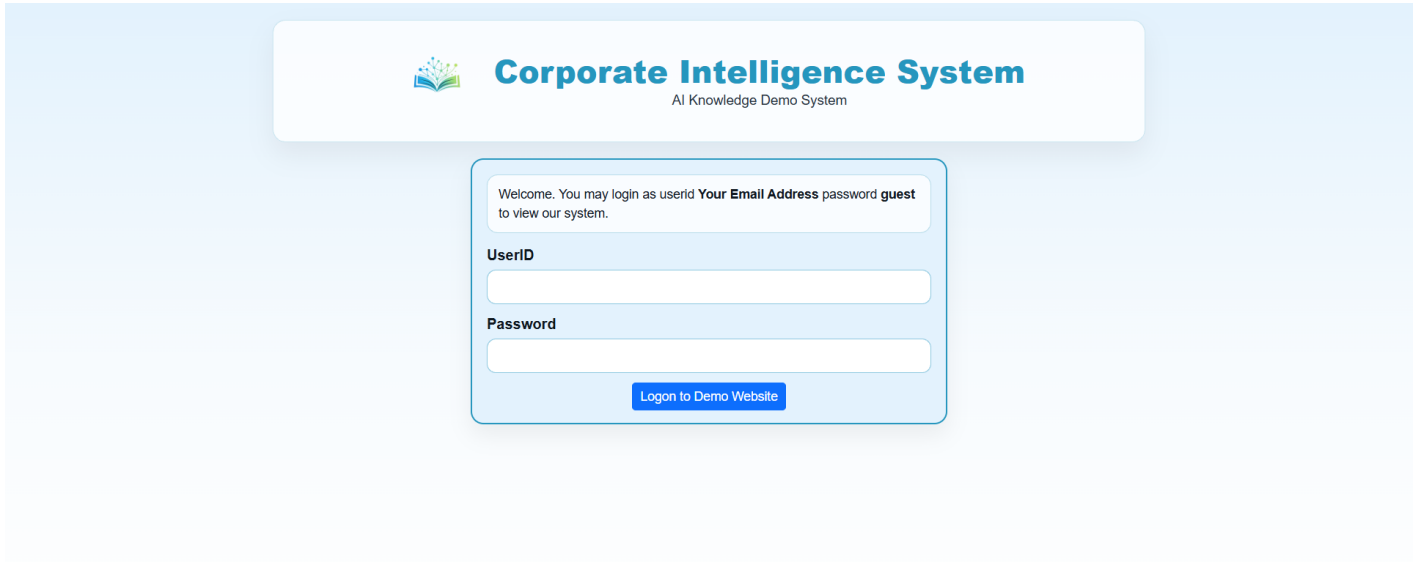 Corporate Intelligence System
AI Knowledge Demo System
Welcome. You may login as userid Your Email Address password guest
to view our system.
UserID
Password
Logon to Demo Website